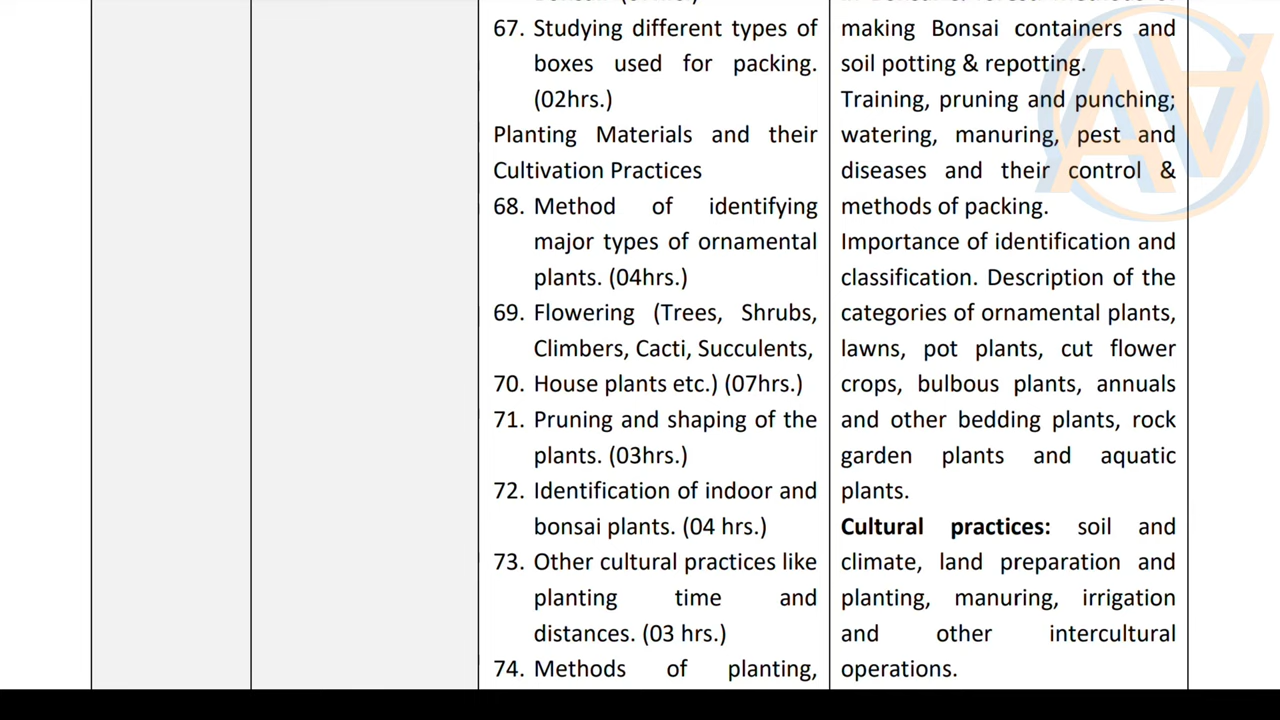 67. Studying different types of
boxes used for packing.
(02hrs.)
Planting Materials and their
Cultivation Practices
68. Method of identifying
major types of ornamental
plants. (04hrs.)
69. Flowering (Trees, Shrubs,
Climbers, Cacti, Succulents,
70. House plants etc.) (07hrs.)
71. Pruning and shaping of the
plants. (03hrs.)
72. Identification of indoor and
bonsai plants. (04 hrs.)
73. Other cultural practices like
planting time and
distances. (03 hrs.)
74. Methods of planting,
making Bonsai containers and
soil potting & repotting.
Training, pruning and punching;
watering, manuring, pest and
diseases and their control &
methods of packing.
Importance of identification and
classification. Description of the
categories of ornamental plants,
lawns, pot plants, cut flower
crops, bulbous plants, annuals
and other bedding plants, rock
garden plants and aquatic
plants.
Cultural practices: soil and
climate, land preparation and
planting, manuring, irrigation
and other intercultural
operations.